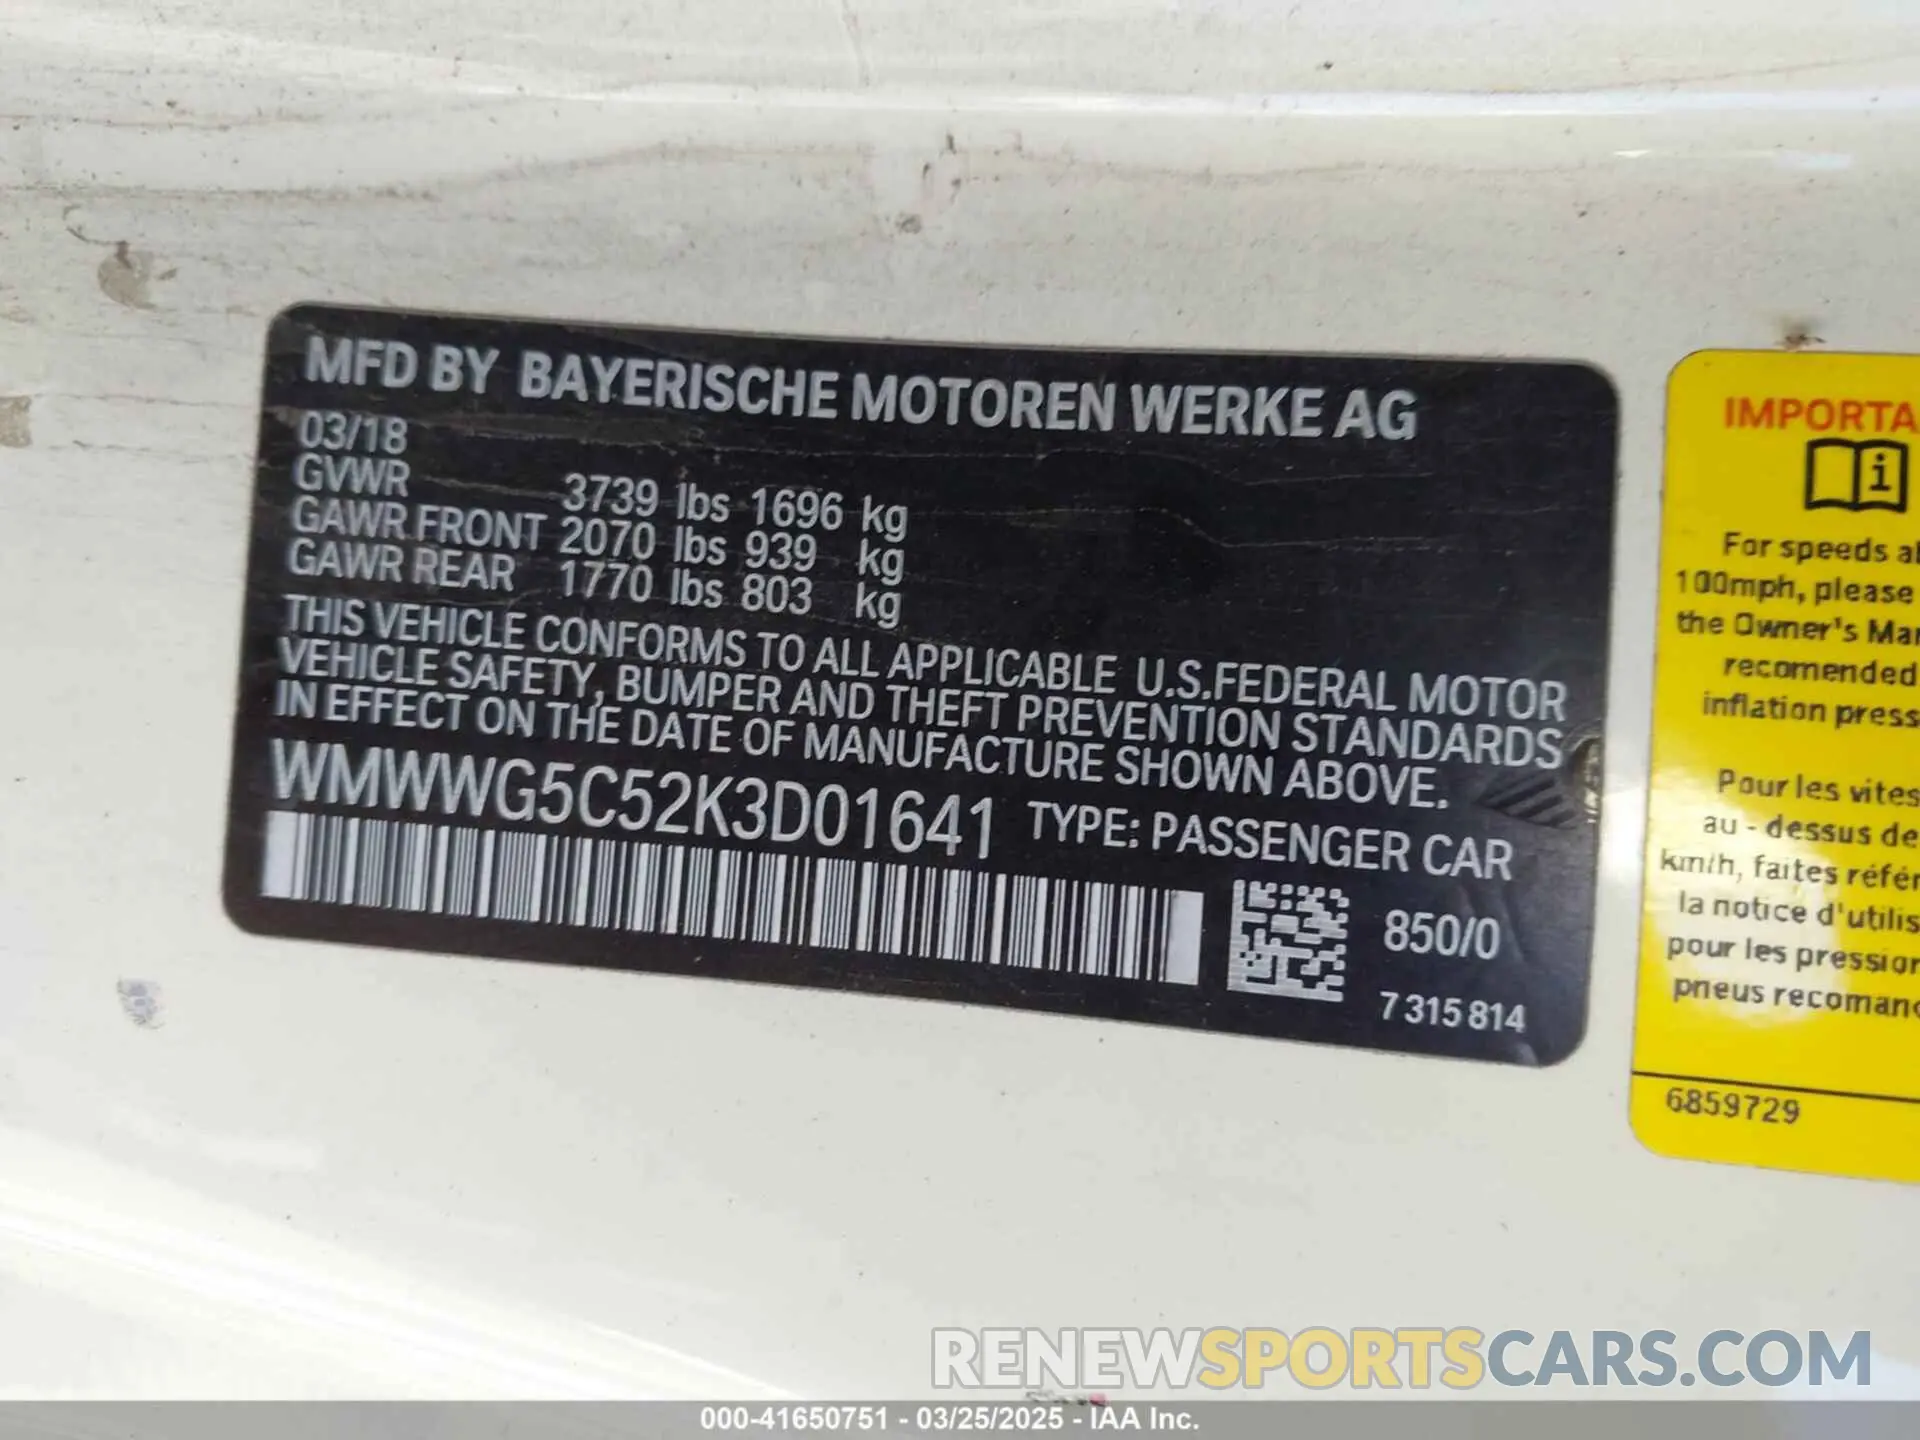 MFD BY BAYERISCHE MOTOREN WERKE AG
03/18
GVWR 3739 lbs 1696 kg
GAWR FRONT 2070 lbs 939 kg
GAWR REAR 1770 lbs 803 kg
THIS VEHICLE CONFORMS TO ALL APPLICABLE U.S.FEDERAL MOTOR
VEHICLE SAFETY, BUMPER AND THEFT PREVENTION STANDARDS
IN EFFECT ON THE DATE OF MANUFACTURE SHOWN ABOVE.
WMWWG5C52K3D01641 TYPE: PASSENGER CAR
850/0
7 315 814
IMPORTA
For speeds a
100mph, please
the Owner's Ma
recomended
inflation press
Pour les vites
au - dessus de
km/h, faites référ
la notice d'utilis
pour les pression
pneus recoman
6859729
RENEWSPORTSCARS.COM
000-41650751 - 03/25/2025 - IAA Inc.